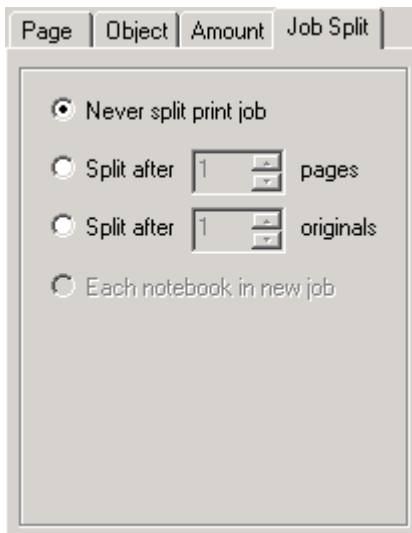 Page Object Amount Job Split
Never split print job
Split after 1 pages
Split after 1 originals
Each notebook in new job